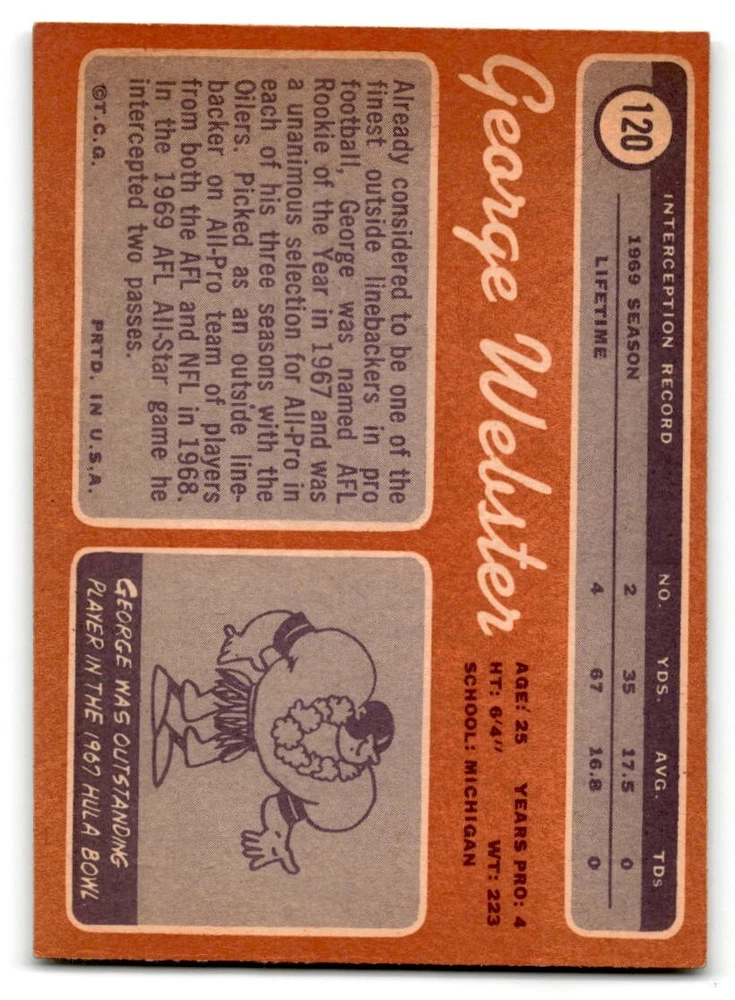 120
INTERCEPTION RECORD NO. YDS. AVG. TDs
1969 SEASON 2 35 17.5 0
LIFETIME 4 67 16.8 0
George Webster
AGE: 25 YEARS PRO: 4
HT: 6'4" WT: 223
SCHOOL: MICHIGAN
Already considered to be one of the
finest outside linebackers in pro
football, George was named AFL
Rookie of the Year in 1967 and was
a unanimous selection for All-Pro in
each of his three seasons with the
Oilers. Picked as an outside line-
backer on All-Pro team of players
from both the AFL and NFL in 1968.
In the 1969 AFL All-Star game he
intercepted two passes.
©T.C.G. PRTD. IN U.S.A.
GEORGE WAS OUTSTANDING
PLAYER IN THE 1967 HULA BOWL.